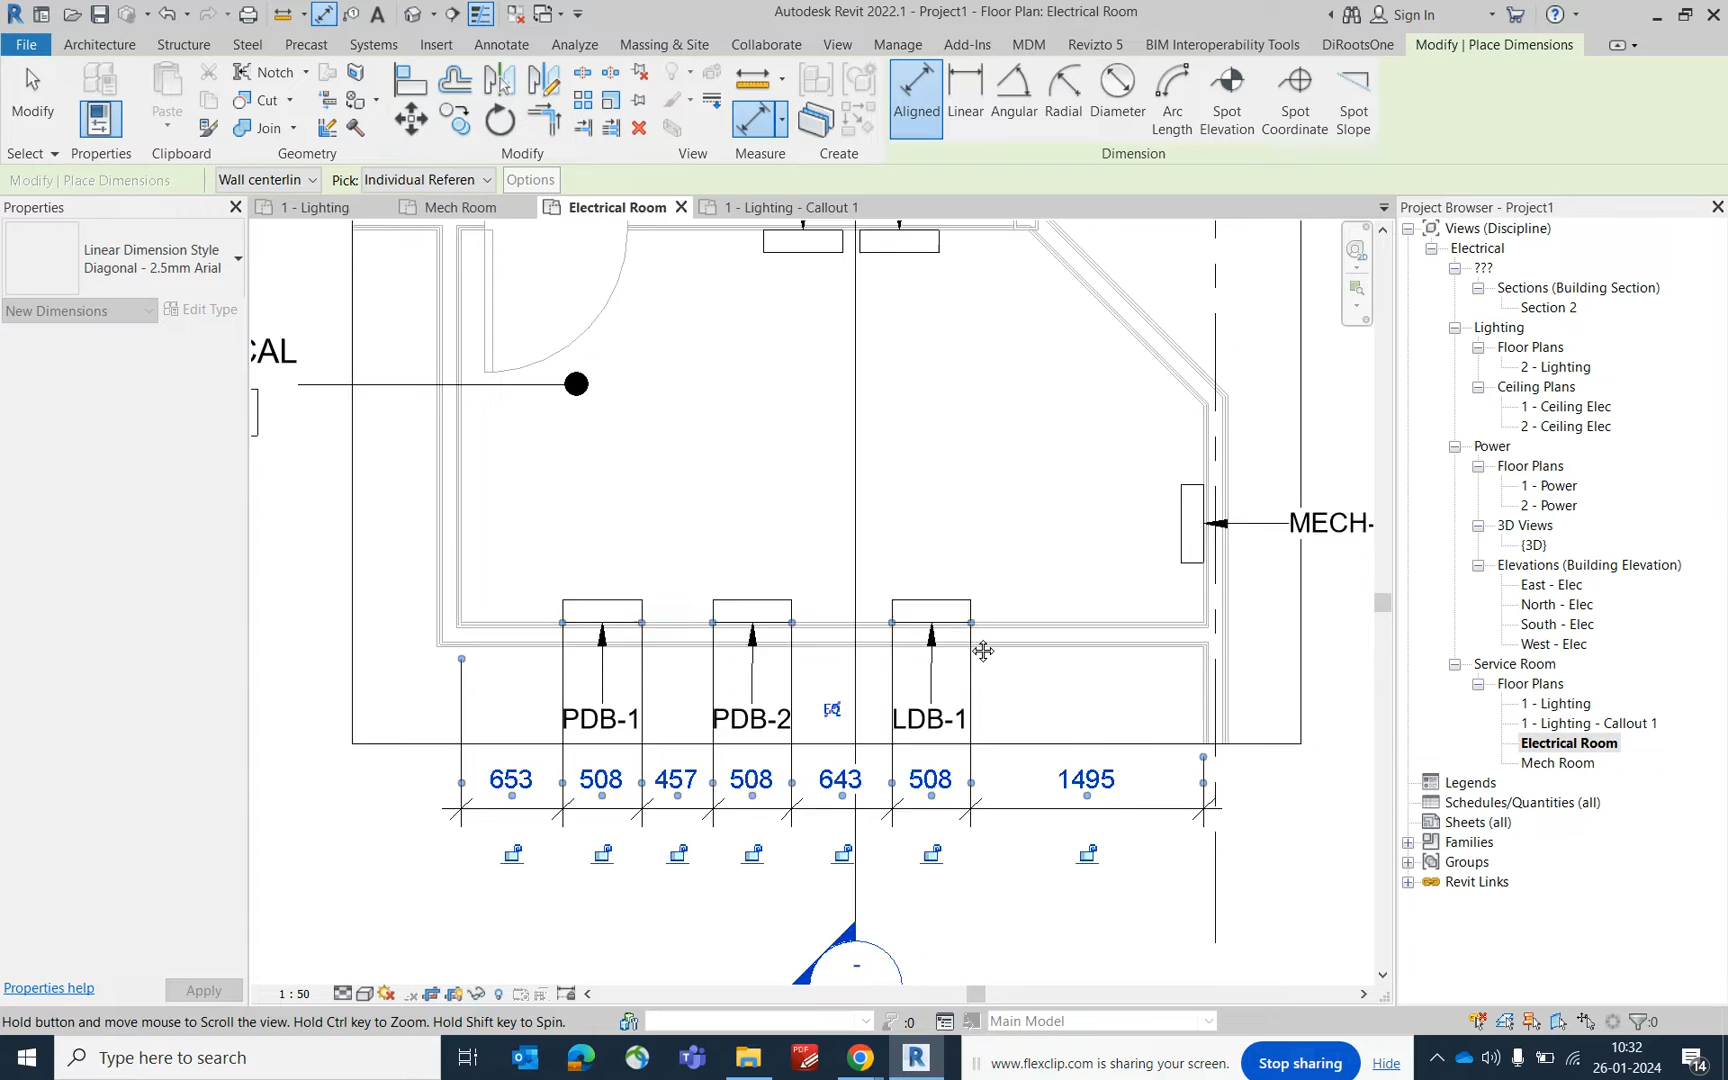 Autodesk Revit 2022.1 - Project1 - Floor Plan: Electrical Room
Sign In
File Architecture Structure Steel Precast Systems Insert Annotate Analyze Massing & Site Collaborate View Manage Add-Ins MDM Revizto 5 BIM Interoperability Tools DiRootsOne Modify | Place Dimensions
Modify
Paste
Notch
Cut
Join
Aligned Linear Angular Radial Diameter Arc Length Spot Elevation Spot Coordinate Spot Slope
Select Properties Clipboard Geometry Modify View Measure Create Dimension
Modify | Place Dimensions Wall centerlin Pick: Individual Referen Options
Properties
Linear Dimension Style
Diagonal - 2.5mm Arial
New Dimensions Edit Type
Properties help Apply
1 - Lighting Mech Room Electrical Room 1 - Lighting - Callout 1
CAL
MECH-
PDB-1 PDB-2 EQ LDB-1
653 508 457 508 643 508 1495
-
1 : 50
Project Browser - Project1
Views (Discipline)
Electrical
???
Sections (Building Section)
Section 2
Lighting
Floor Plans
2 - Lighting
Ceiling Plans
1 - Ceiling Elec
2 - Ceiling Elec
Power
Floor Plans
1 - Power
2 - Power
3D Views
{3D}
Elevations (Building Elevation)
East - Elec
North - Elec
South - Elec
West - Elec
Service Room
Floor Plans
1 - Lighting
1 - Lighting - Callout 1
Electrical Room
Mech Room
Legends
Schedules/Quantities (all)
Sheets (all)
Families
Groups
Revit Links
Hold button and move mouse to Scroll the view. Hold Ctrl key to Zoom. Hold Shift key to Spin. :0 Main Model :0
Type here to search
www.flexclip.com is sharing your screen. Stop sharing Hide
10:32
26-01-2024
14